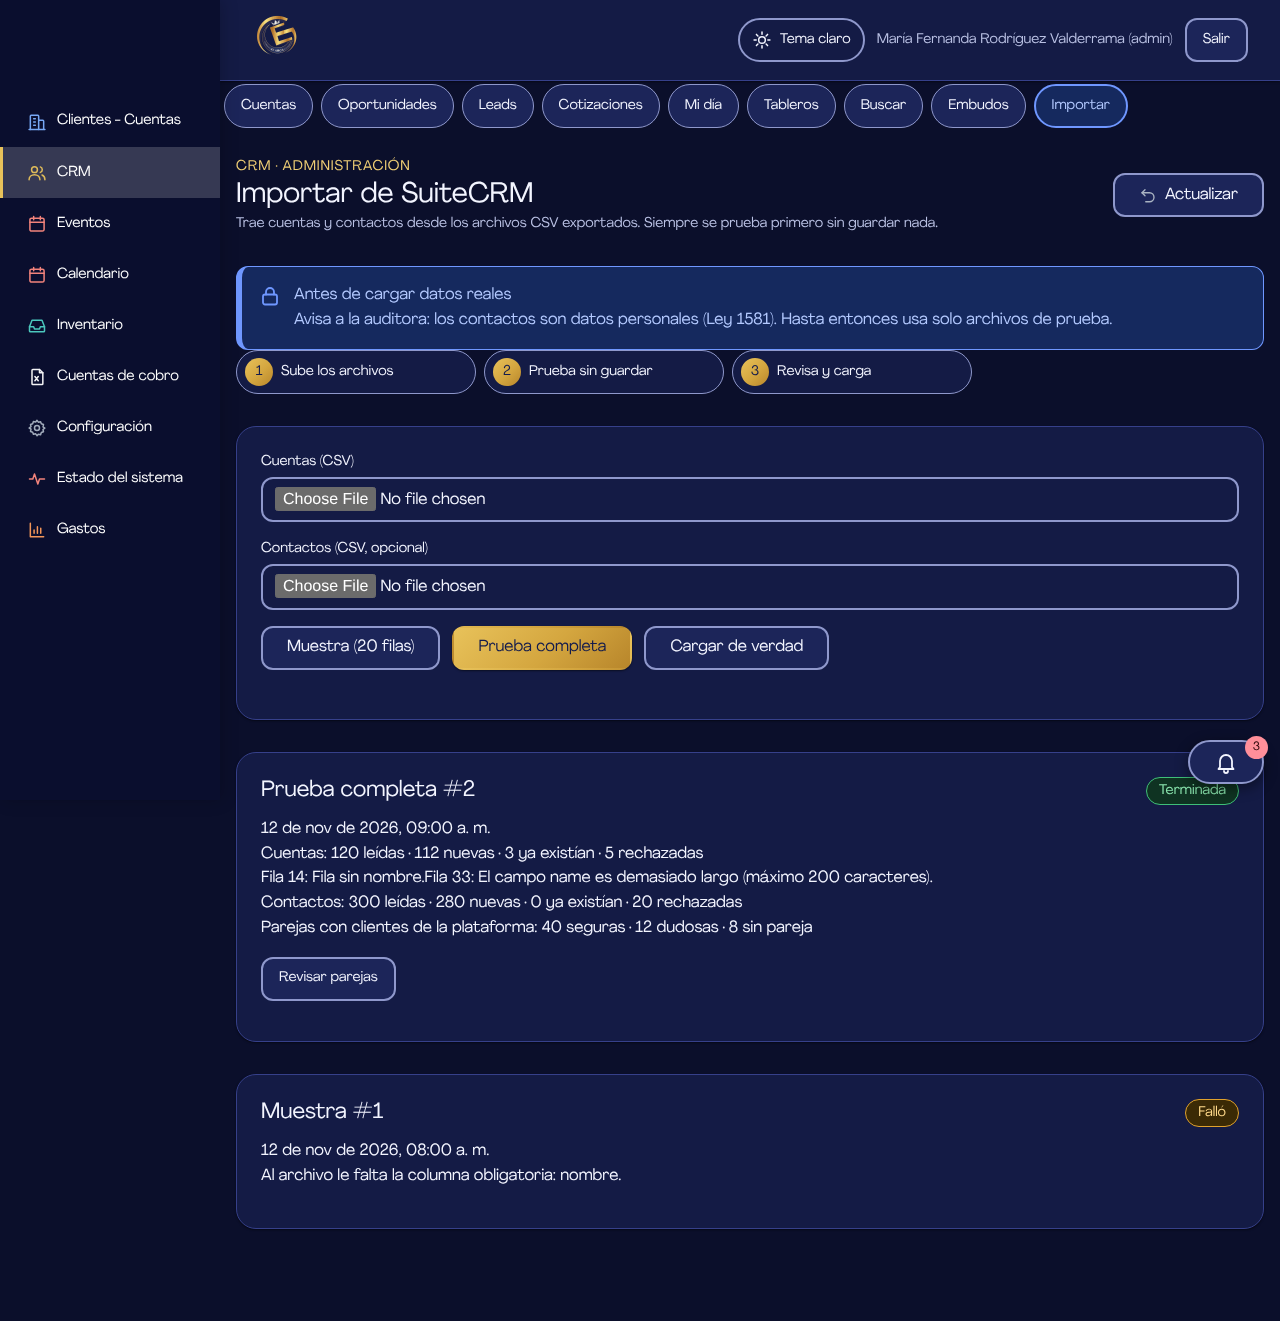 Tema claro
María Fernanda Rodríguez Valderrama (admin)
Salir
Clientes - Cuentas
CRM
Eventos
Calendario
Inventario
Cuentas de cobro
Configuración
Estado del sistema
Gastos
Cuentas
Oportunidades
Leads
Cotizaciones
Mi día
Tableros
Buscar
Embudos
Importar
CRM · ADMINISTRACIÓN
Importar de SuiteCRM
Trae cuentas y contactos desde los archivos CSV exportados. Siempre se prueba primero sin guardar nada.
Actualizar
Antes de cargar datos reales
Avisa a la auditora: los contactos son datos personales (Ley 1581). Hasta entonces usa solo archivos de prueba.
1 Sube los archivos
2 Prueba sin guardar
3 Revisa y carga
Cuentas (CSV)
Choose File No file chosen
Contactos (CSV, opcional)
Choose File No file chosen
Muestra (20 filas)
Prueba completa
Cargar de verdad
3
Prueba completa #2
Terminada
12 de nov de 2026, 09:00 a. m.
Cuentas: 120 leídas · 112 nuevas · 3 ya existían · 5 rechazadas
Fila 14: Fila sin nombre.Fila 33: El campo name es demasiado largo (máximo 200 caracteres).
Contactos: 300 leídas · 280 nuevas · 0 ya existían · 20 rechazadas
Parejas con clientes de la plataforma: 40 seguras · 12 dudosas · 8 sin pareja
Revisar parejas
Muestra #1
Falló
12 de nov de 2026, 08:00 a. m.
Al archivo le falta la columna obligatoria: nombre.